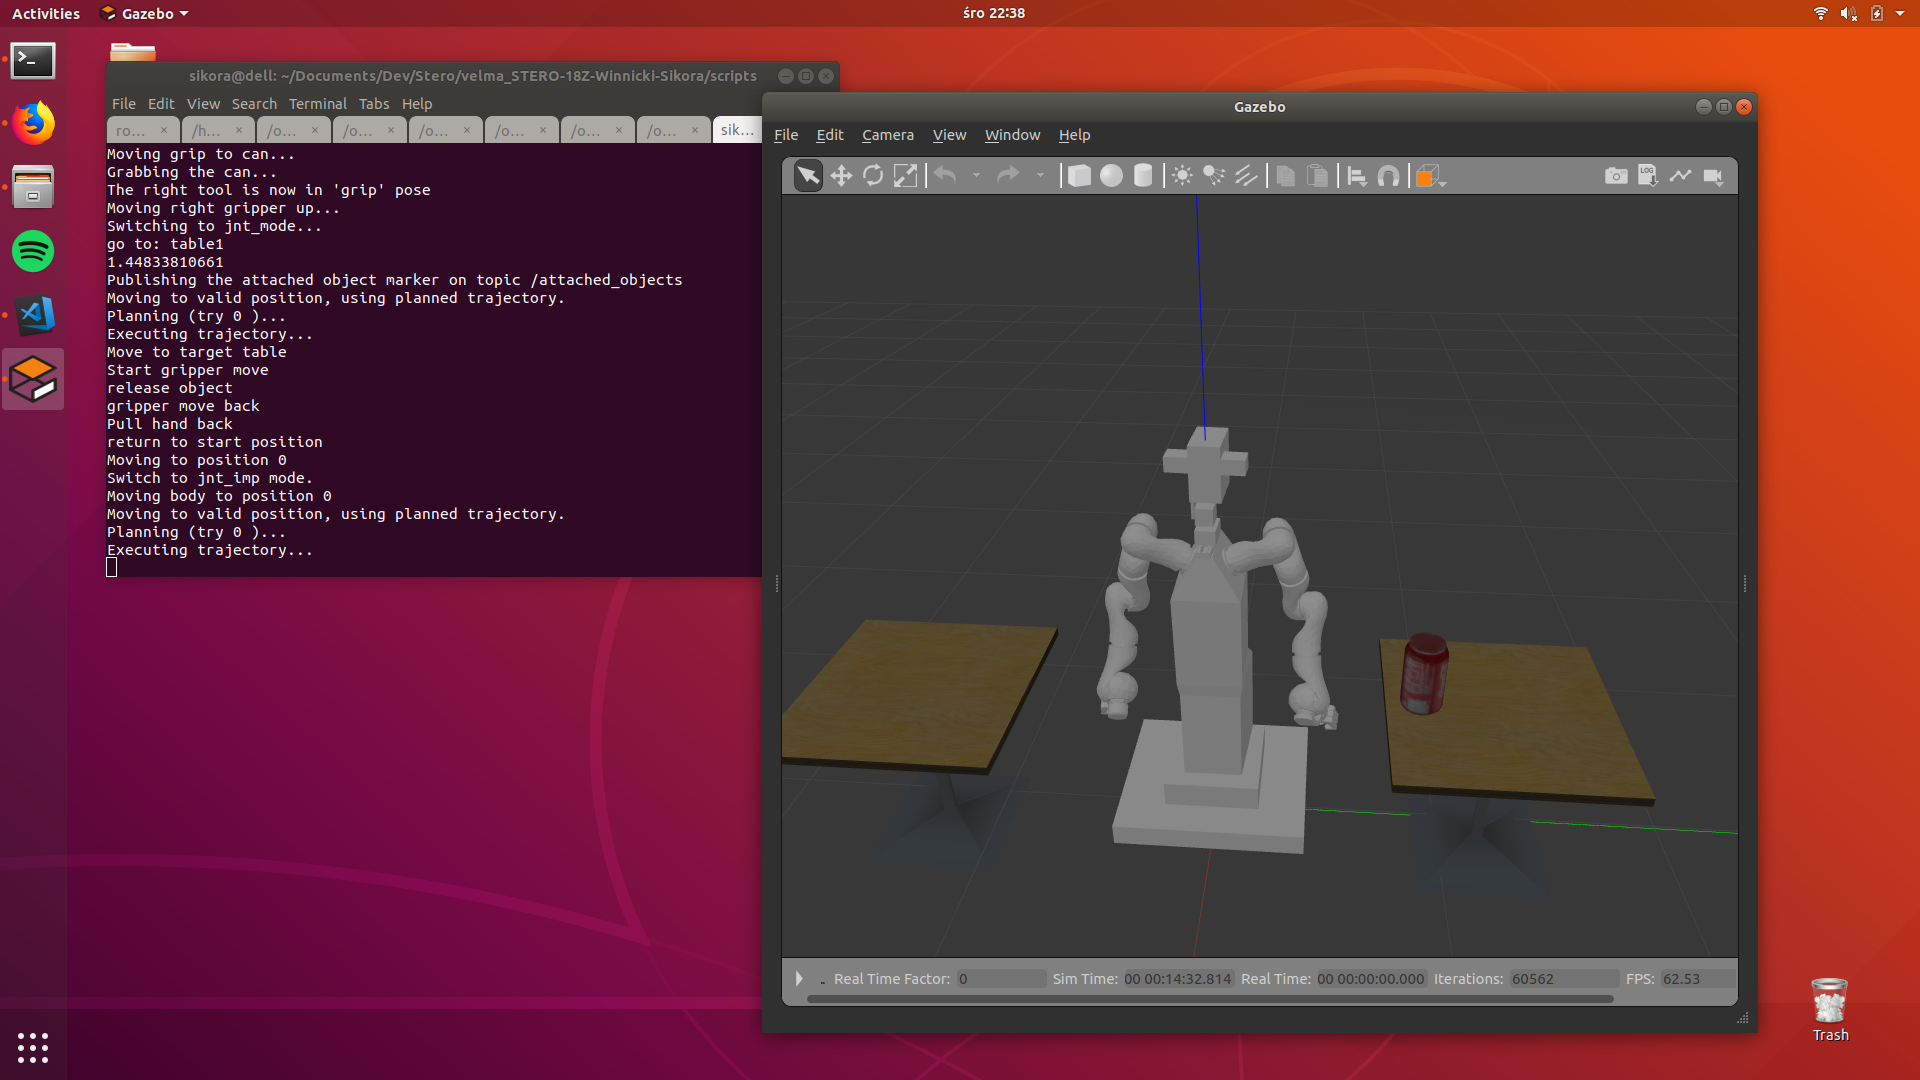 Activities
Gazebo
śro 22:38
sikora@dell: ~/Documents/Dev/Stero/velma_STERO-18Z-Winnicki-Sikora/scripts
File Edit View Search Terminal Tabs Help
ro... × /h... × /o... × /o... × /o... × /o... × /o... × /o... × sik...
Moving grip to can...
Grabbing the can...
The right tool is now in 'grip' pose
Moving right gripper up...
Switching to jnt_mode...
go to: table1
1.44833810661
Publishing the attached object marker on topic /attached_objects
Moving to valid position, using planned trajectory.
Planning (try 0 )...
Executing trajectory...
Move to target table
Start gripper move
release object
gripper move back
Pull hand back
return to start position
Moving to position 0
Switch to jnt_imp mode.
Moving body to position 0
Moving to valid position, using planned trajectory.
Planning (try 0 )...
Executing trajectory...
Gazebo
File Edit Camera View Window Help
LOG
Real Time Factor: 0 Sim Time: 00 00:14:32.814 Real Time: 00 00:00:00.000 Iterations: 60562 FPS: 62.53
Trash